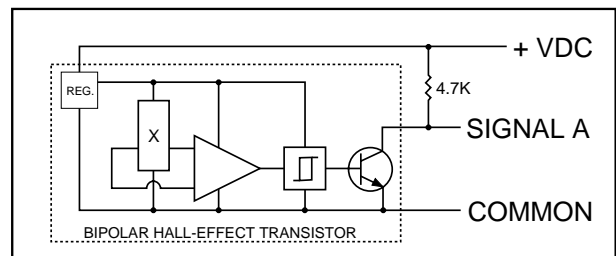 + VDC
REG.
4.7K
X
SIGNAL A
COMMON
BIPOLAR HALL-EFFECT TRANSISTOR